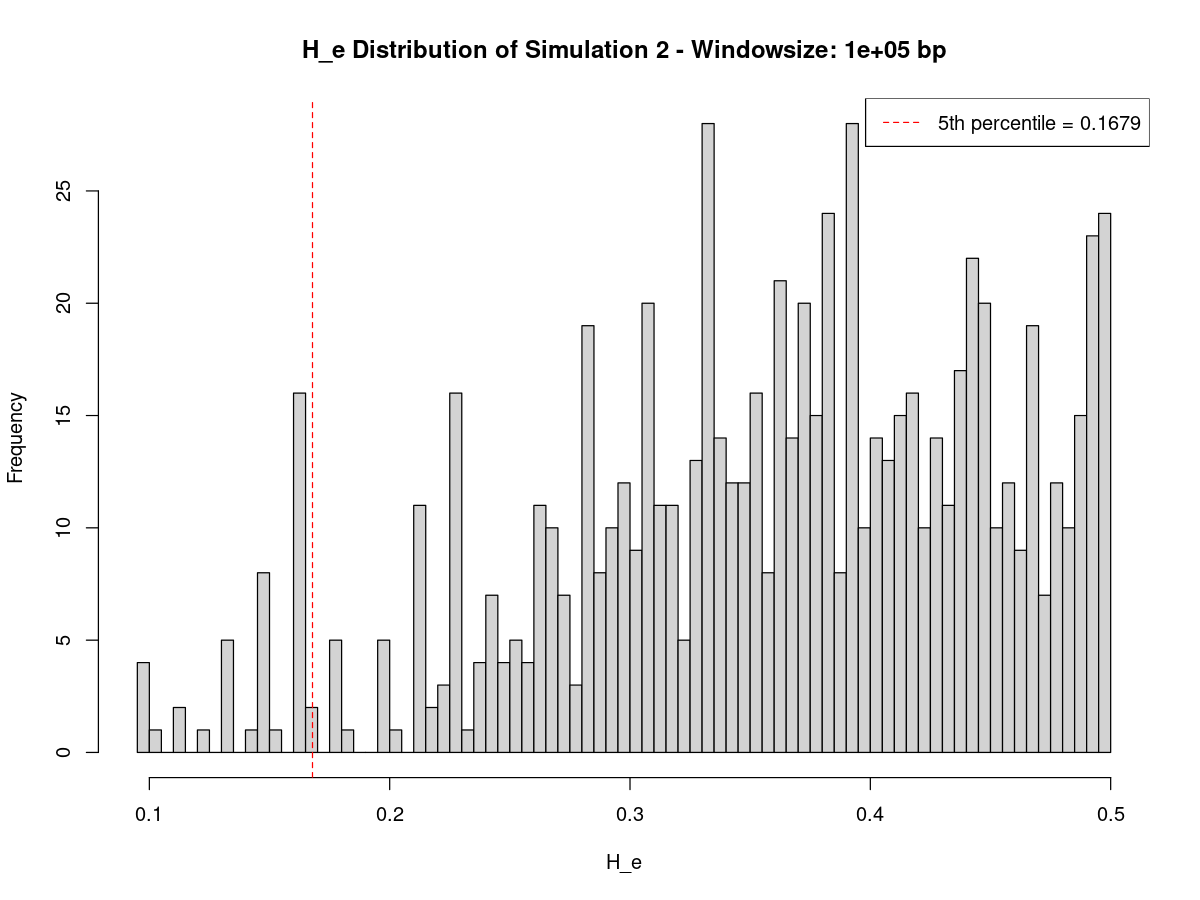 H_e Distribution of Simulation 2 - Windowsize: 1e+05 bp
5th percentile = 0.1679
Frequency
25
20
15
10
5
0
0.1 0.2 0.3 0.4 0.5
H_e